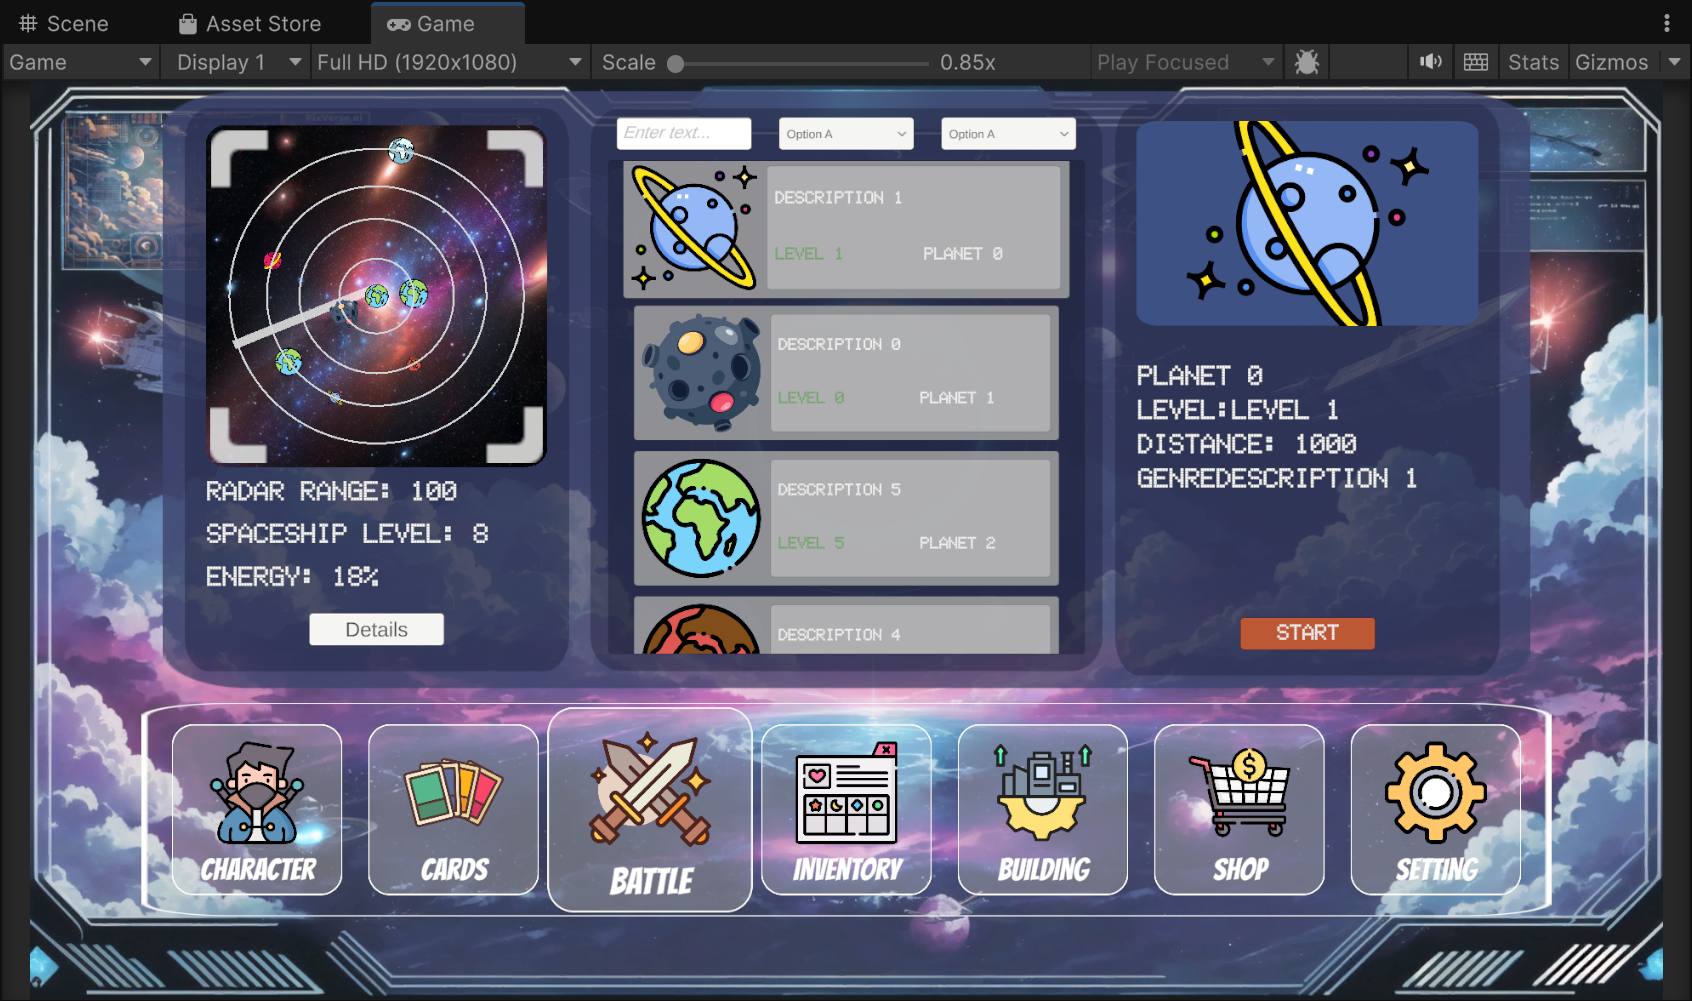 Scene
Asset Store
Game
Game
Display 1
Full HD (1920x1080)
Scale
0.85x
Play Focused
Stats
Gizmos
PixVerse.ai
Enter text...
Option A
Option A
DESCRIPTION 1
LEVEL 1
PLANET 0
DESCRIPTION 0
LEVEL 0
PLANET 1
DESCRIPTION 5
LEVEL 5
PLANET 2
DESCRIPTION 4
RADAR RANGE: 100
SPACESHIP LEVEL: 8
ENERGY: 18%
Details
PLANET 0
LEVEL:LEVEL 1
DISTANCE: 1000
GENREDESCRIPTION 1
START
CHARACTER
CARDS
BATTLE
INVENTORY
BUILDING
SHOP
SETTING